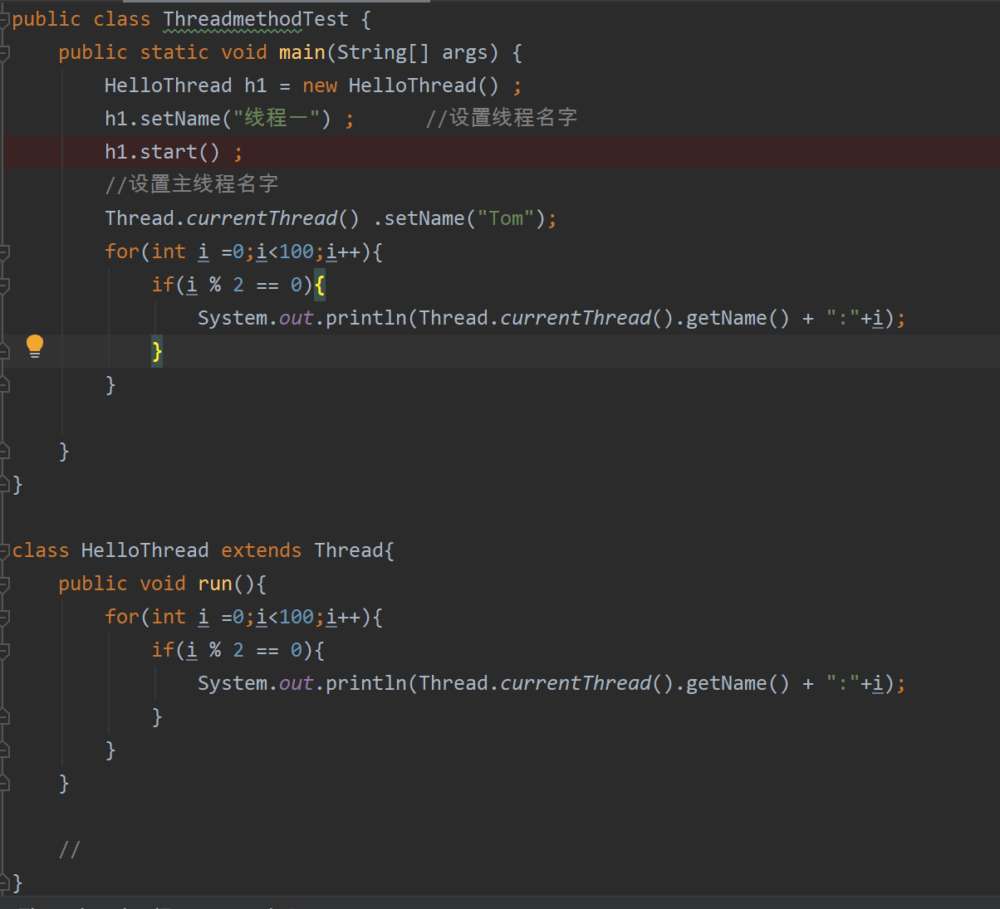 public class ThreadmethodTest {
    public static void main(String[] args) {
        HelloThread h1 = new HelloThread() ;
        h1.setName("线程一") ;      //设置线程名字
        h1.start() ;
        //设置主线程名字
        Thread.currentThread() .setName("Tom");
        for(int i =0;i<100;i++){
            if(i % 2 == 0){
                System.out.println(Thread.currentThread().getName() + ":"+i);
            }
        }
    }
}
class HelloThread extends Thread{
    public void run(){
        for(int i =0;i<100;i++){
            if(i % 2 == 0){
                System.out.println(Thread.currentThread().getName() + ":"+i);
            }
        }
    }
    //
}